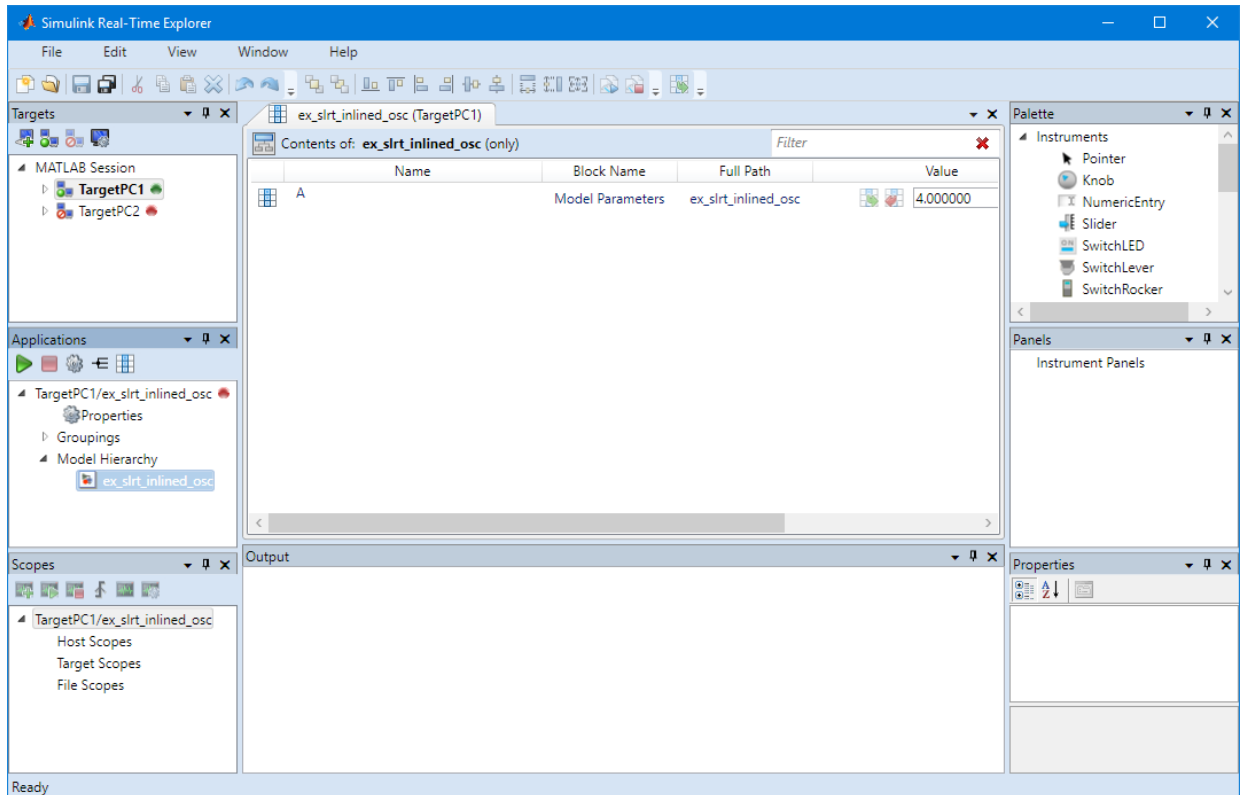 Simulink Real-Time Explorer
File Edit View Window Help
Targets
MATLAB Session
TargetPC1
TargetPC2
Applications
TargetPC1/ex_slrt_inlined_osc
Properties
Groupings
Model Hierarchy
ex_slrt_inlined_osc
Scopes
TargetPC1/ex_slrt_inlined_osc
Host Scopes
Target Scopes
File Scopes
ex_slrt_inlined_osc (TargetPC1)
Contents of: ex_slrt_inlined_osc (only) Filter
Name Block Name Full Path Value
A Model Parameters ex_slrt_inlined_osc 4.000000
Output
Palette
Instruments
Pointer
Knob
NumericEntry
Slider
SwitchLED
SwitchLever
SwitchRocker
Panels
Instrument Panels
Properties
Ready